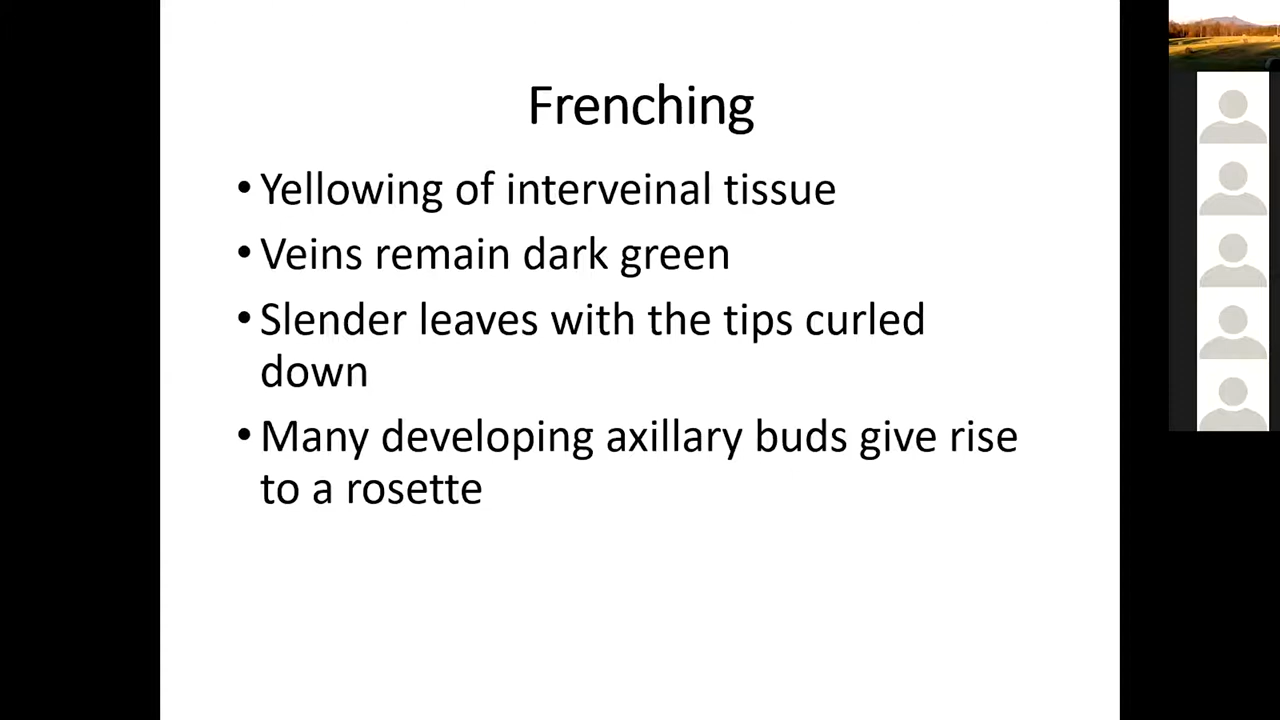 Frenching
• Yellowing of interveinal tissue
• Veins remain dark green
• Slender leaves with the tips curled
down
• Many developing axillary buds give rise
to a rosette